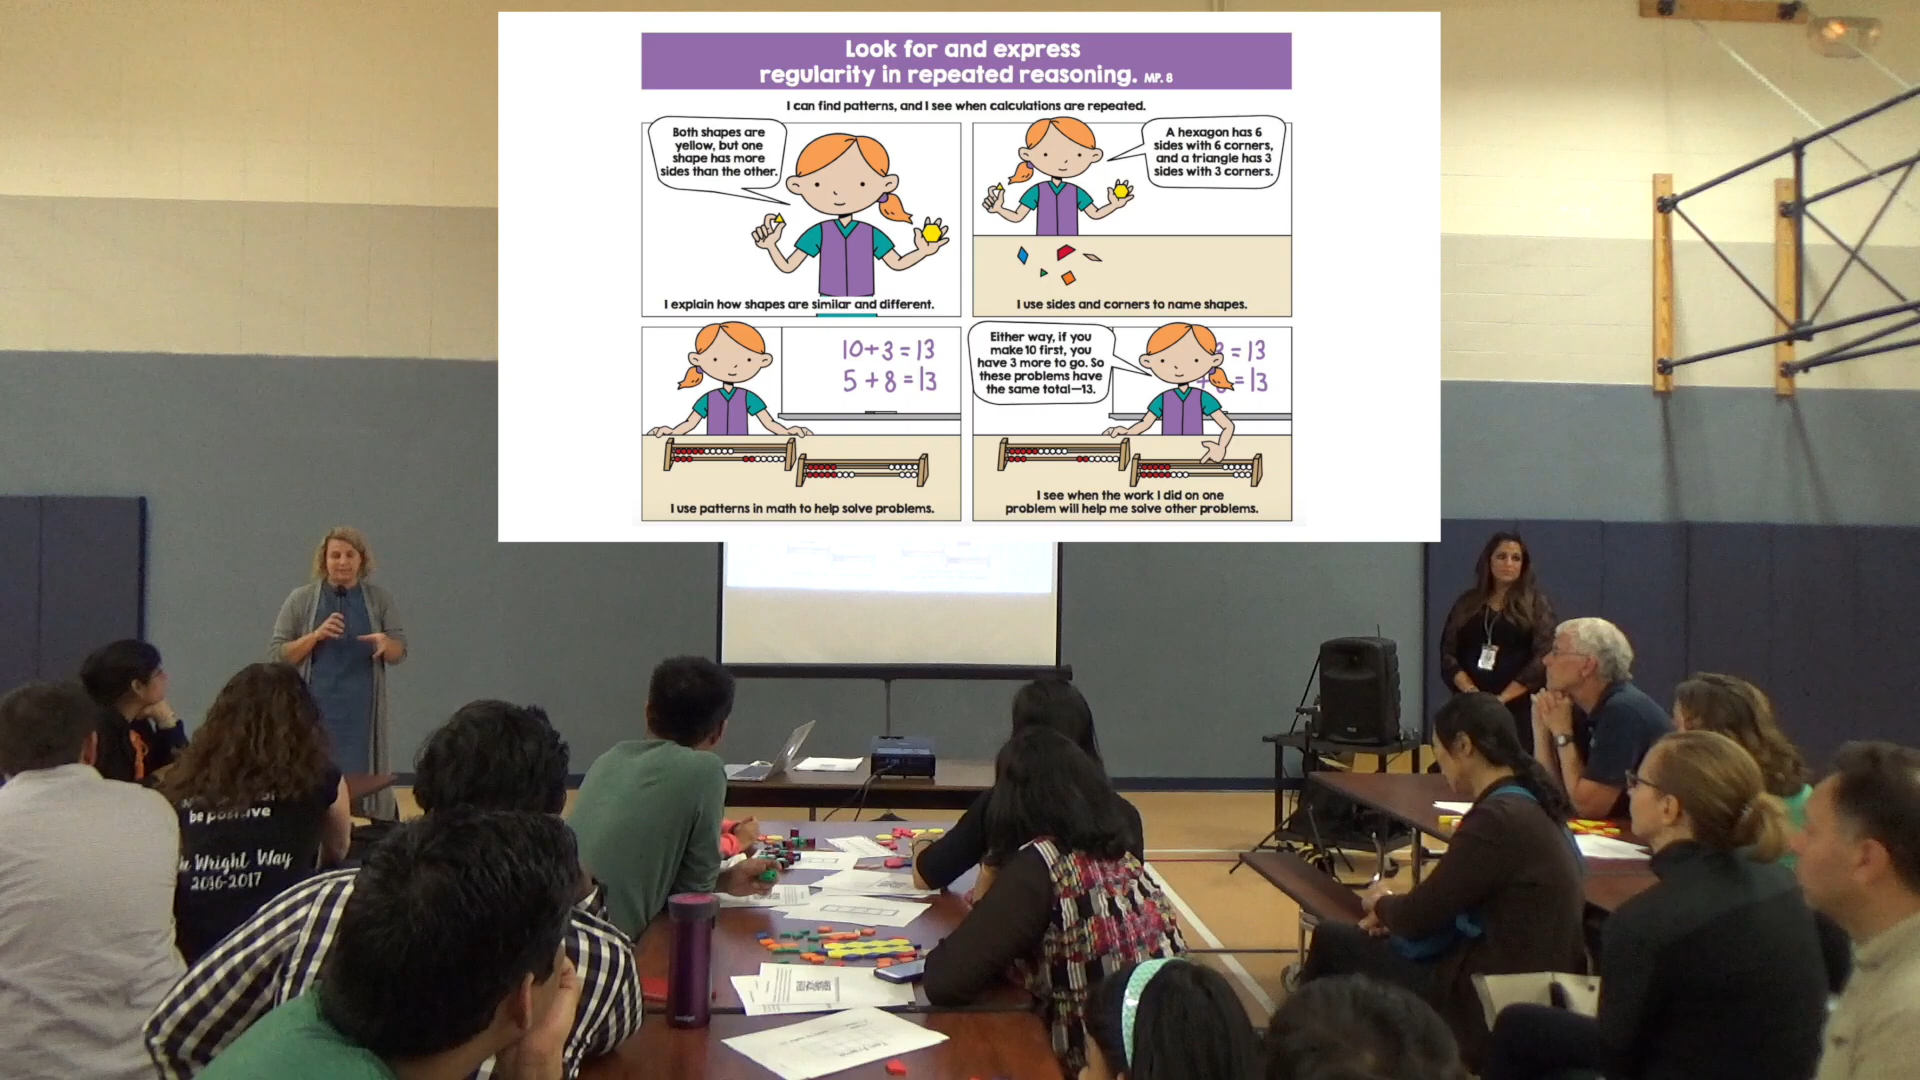 Look for and express
regularity in repeated reasoning. MP. 8
I can find patterns, and I see when calculations are repeated.
Both shapes are
yellow, but one
shape has more
sides than the other.
I explain how shapes are similar and different.
A hexagon has 6
sides with 6 corners,
and a triangle has 3
sides with 3 corners.
I use sides and corners to name shapes.
10+3=13
5+8=13
I use patterns in math to help solve problems.
Either way, if you
make 10 first, you
have 3 more to go. So
these problems have
the same total—13.
=13
=13
I see when the work I did on one
problem will help me solve other problems.
be positive
Wright Way
2016-2017